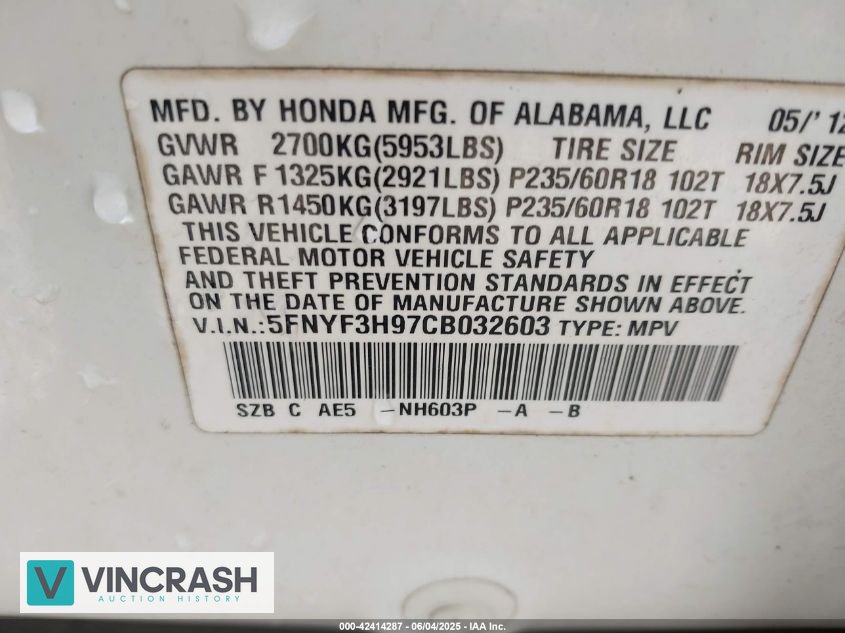 MFD. BY HONDA MFG. OF ALABAMA, LLC 05/'12
GVWR 2700KG(5953LBS) TIRE SIZE RIM SIZE
GAWR F 1325KG(2921LBS) P235/60R18 102T 18X7.5J
GAWR R1450KG(3197LBS) P235/60R18 102T 18X7.5J
THIS VEHICLE CONFORMS TO ALL APPLICABLE
FEDERAL MOTOR VEHICLE SAFETY
AND THEFT PREVENTION STANDARDS IN EFFECT
ON THE DATE OF MANUFACTURE SHOWN ABOVE.
V.I.N.:5FNYF3H97CB032603 TYPE: MPV
SZB C AE5 -NH603P -A -B
V VINCRASH
AUCTION HISTORY
000-42414287 - 06/04/2025 - IAA Inc.